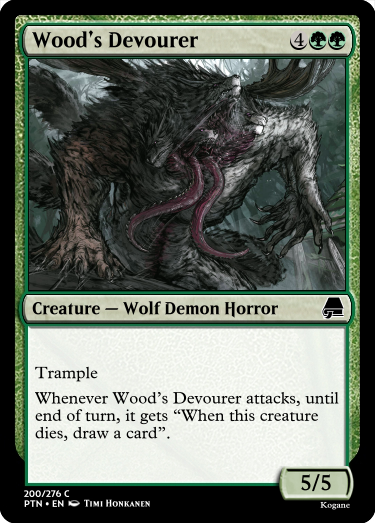 Wood's Devourer 4
Creature — Wolf Demon Horror
Trample
Whenever Wood's Devourer attacks, until
end of turn, it gets “When this creature
dies, draw a card”.
5/5
200/276 C
PTN • EN Timi Honkanen
Kogane